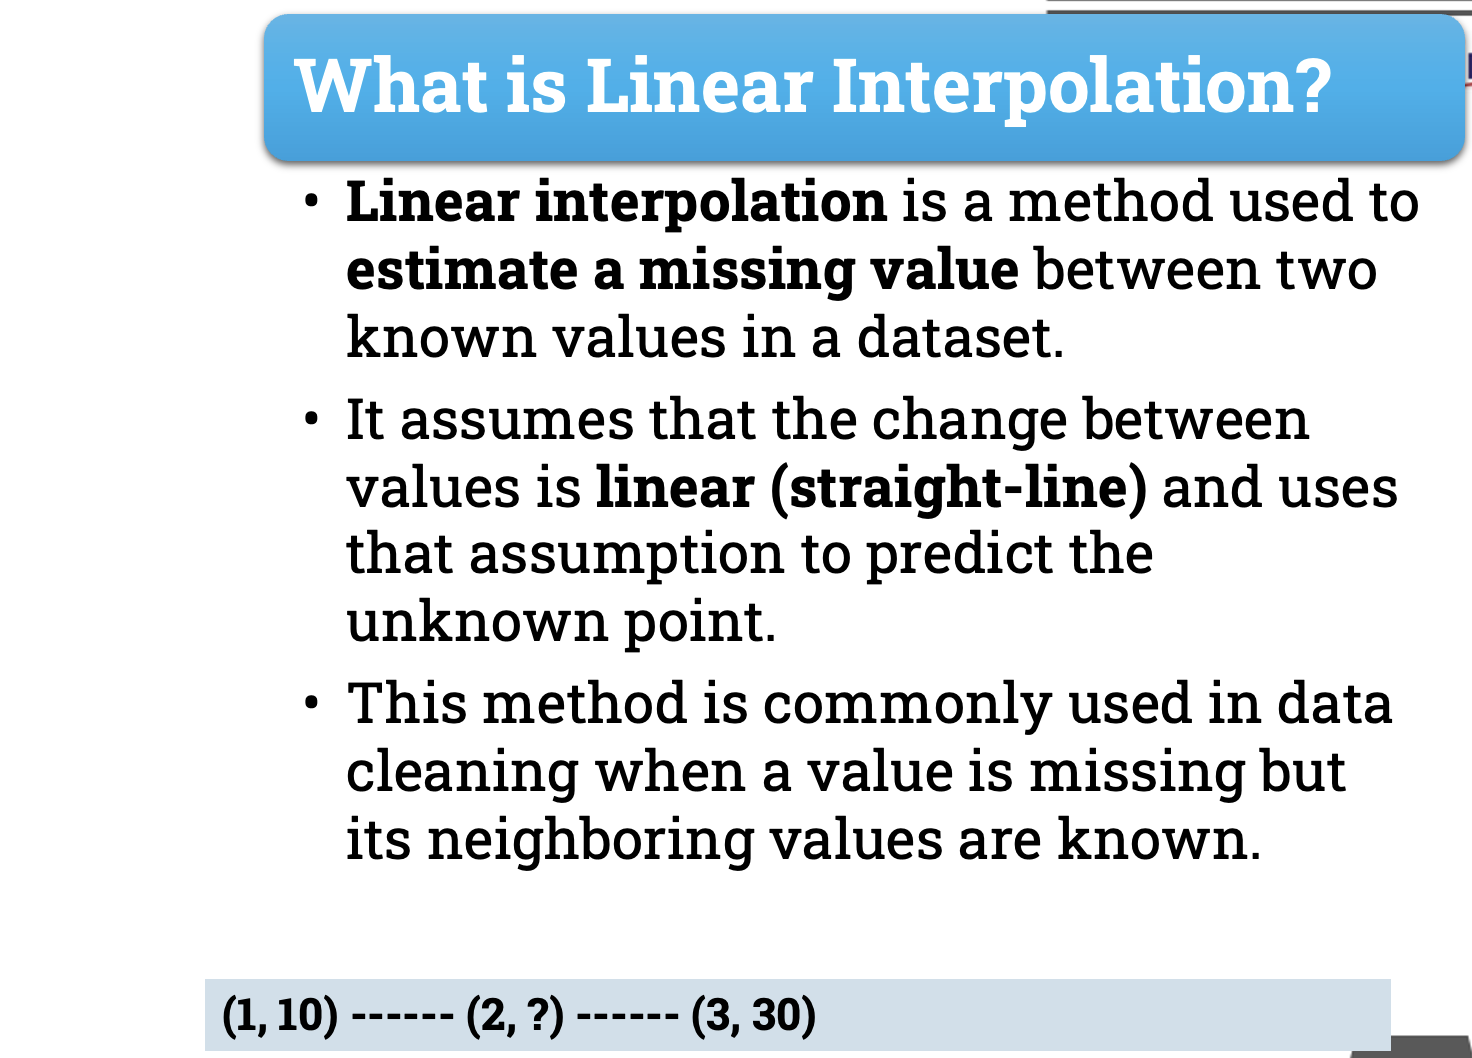 What is Linear Interpolation?
• Linear interpolation is a method used to
estimate a missing value between two
known values in a dataset.
• It assumes that the change between
values is linear (straight-line) and uses
that assumption to predict the
unknown point.
• This method is commonly used in data
cleaning when a value is missing but
its neighboring values are known.
(1, 10) ------ (2, ?) ------ (3, 30)